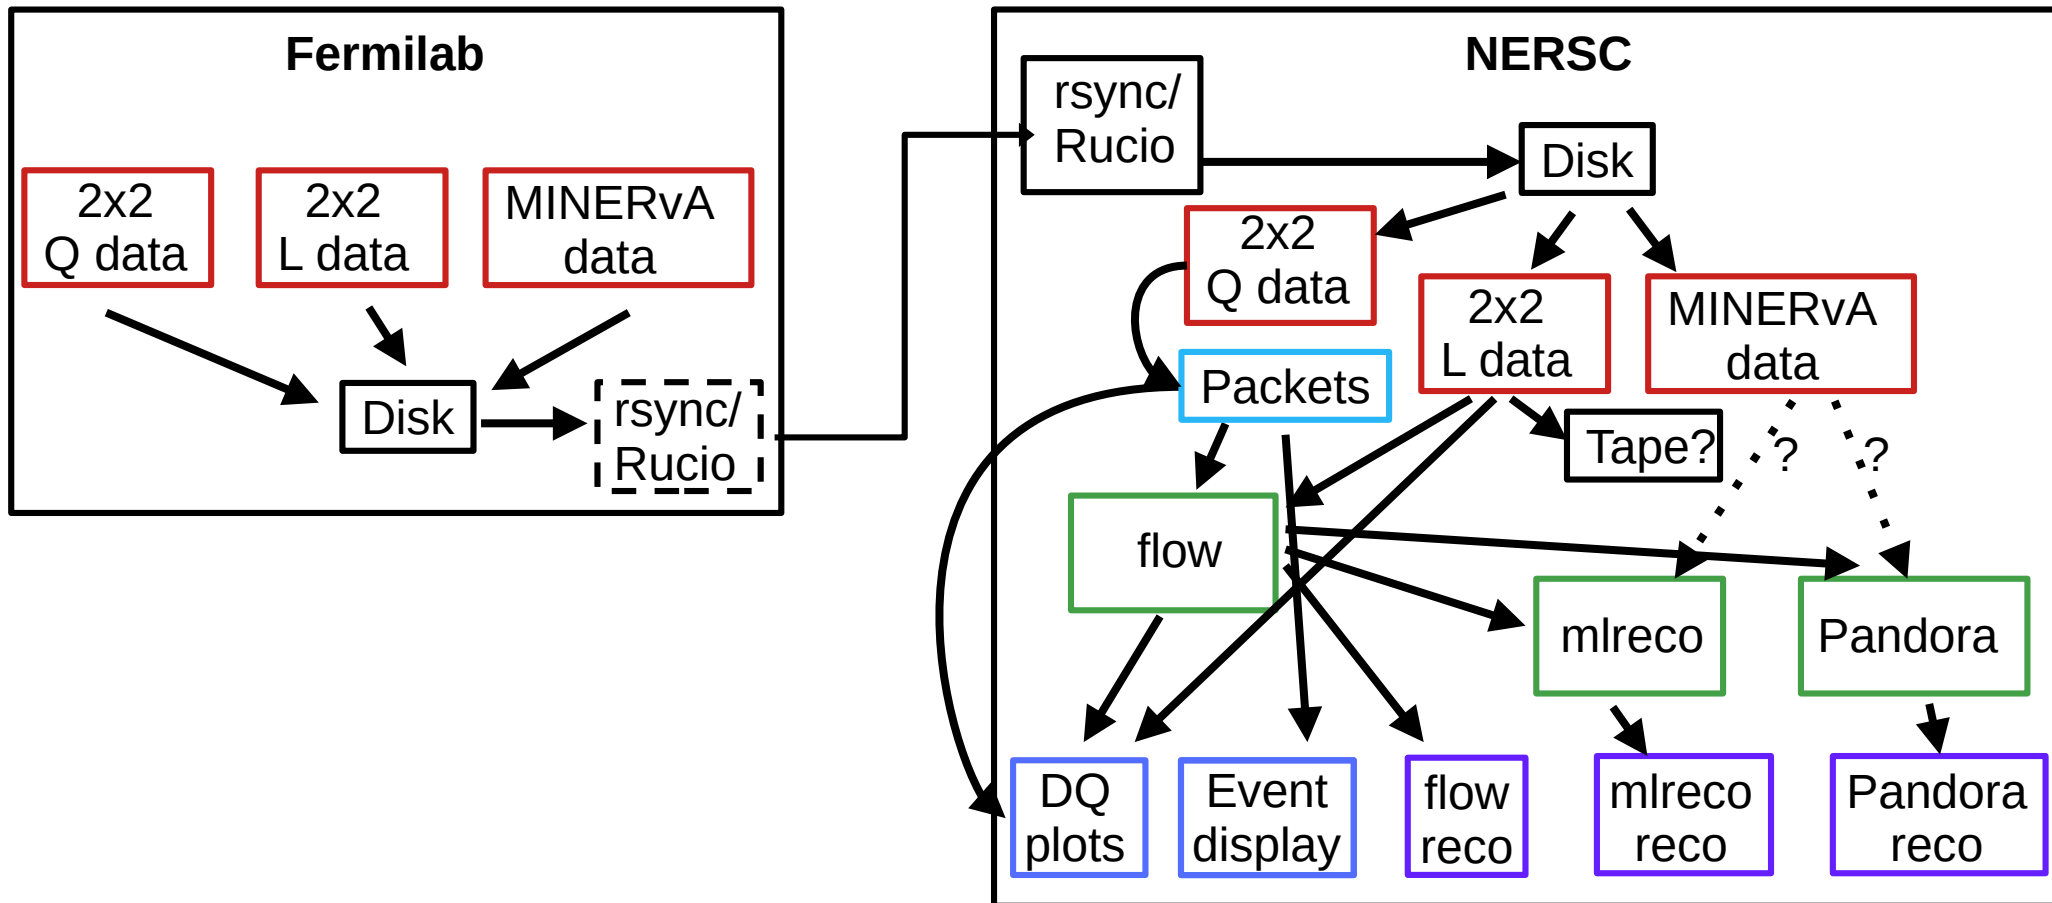 Fermilab
2x2
Q data
2x2
L data
MINERvA
data
Disk
rsync/
Rucio
NERSC
rsync/
Rucio
Disk
2x2
Q data
2x2
L data
MINERvA
data
Packets
Tape?
?
?
flow
mlreco
Pandora
DQ
plots
Event
display
flow
reco
mlreco
reco
Pandora
reco